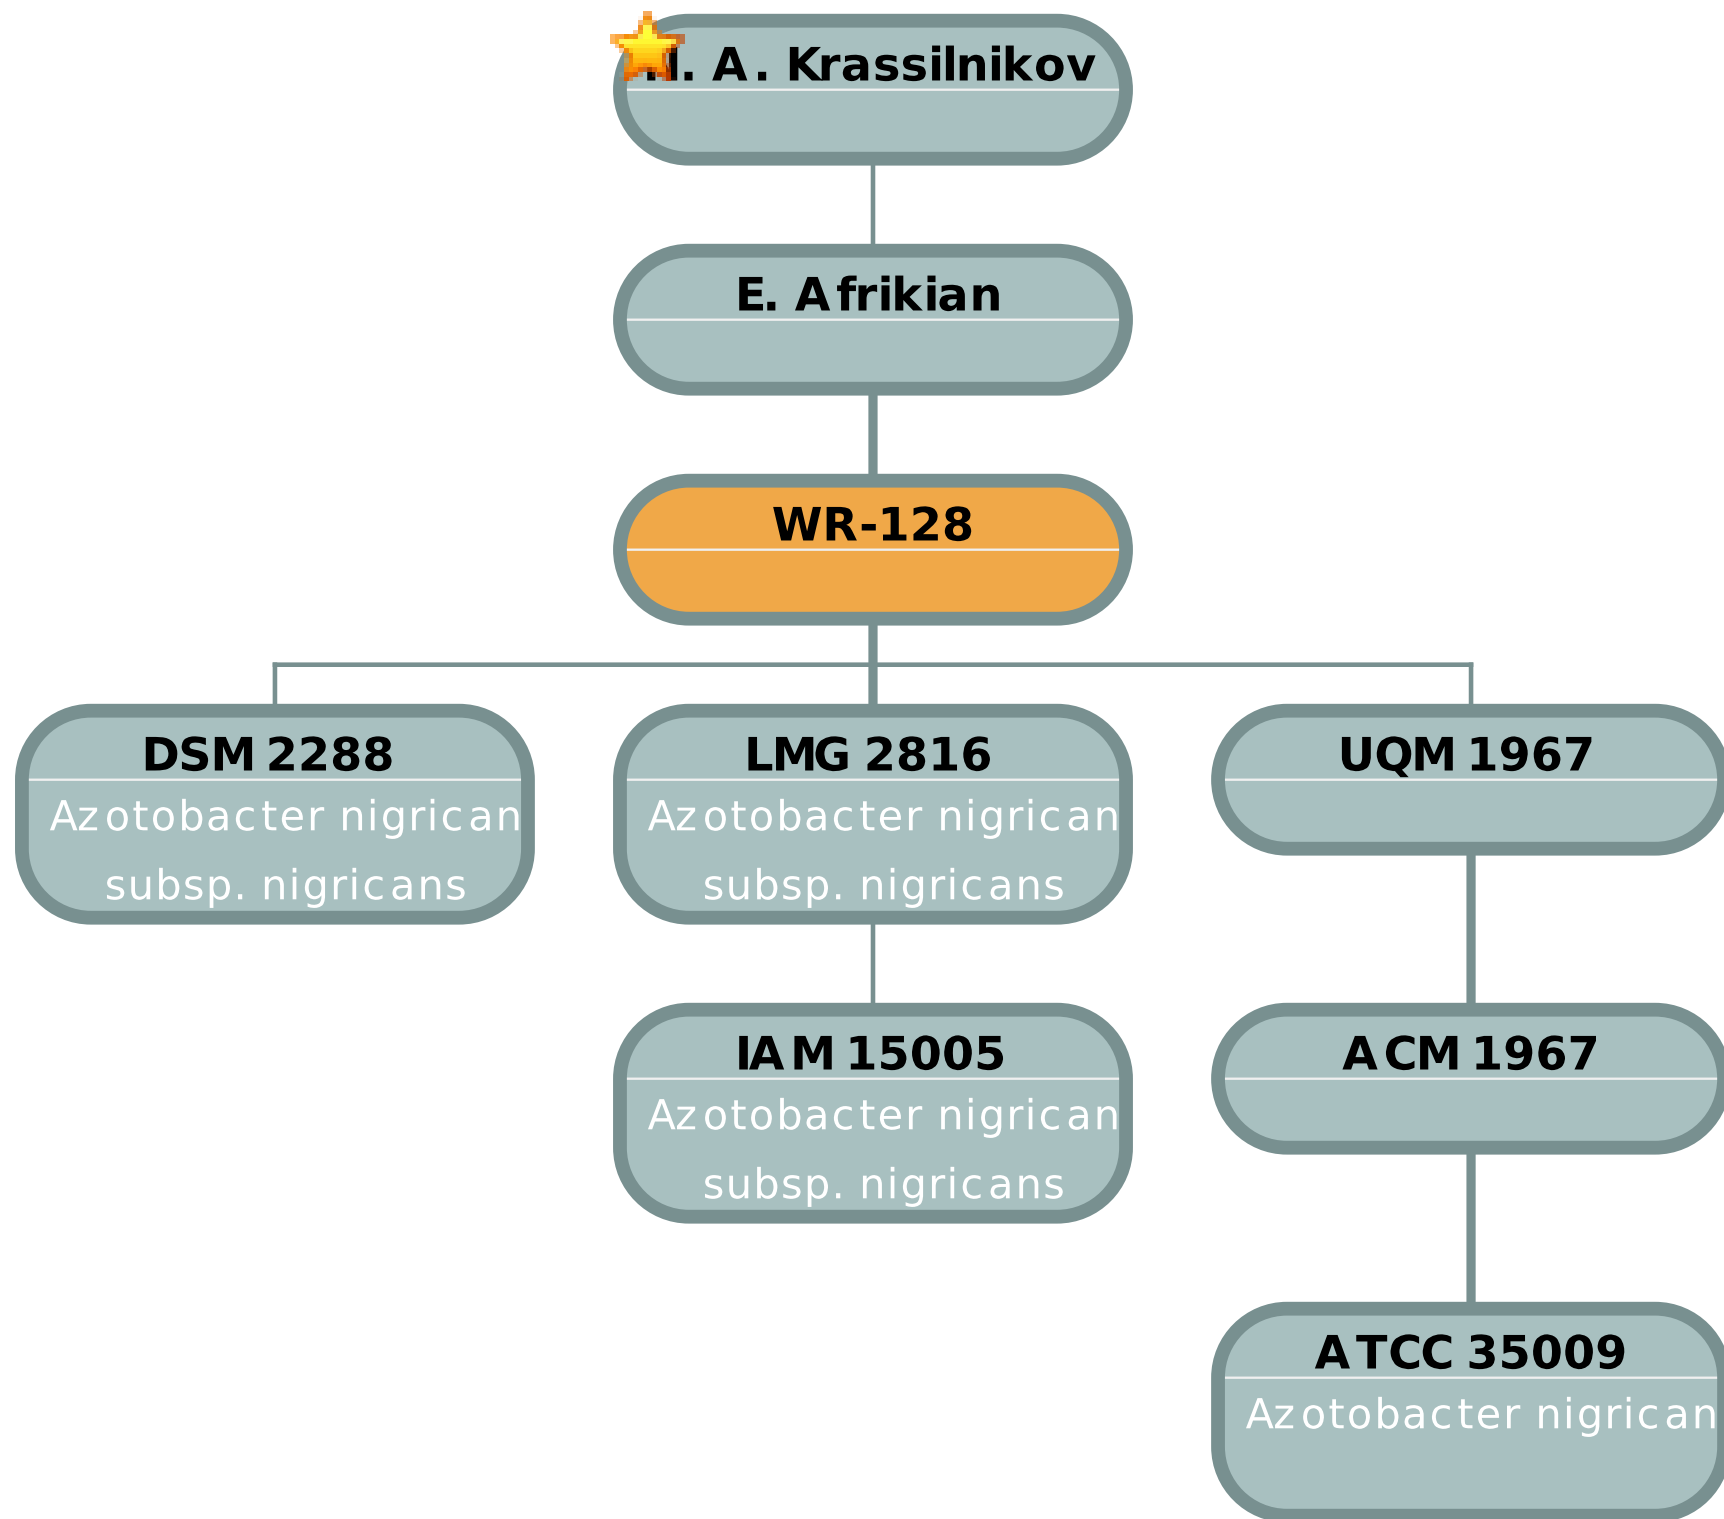 A. Krassilnikov
E. Afrikian
WR-128
DSM 2288
Azotobacter nigrican
subsp. nigricans
LMG 2816
Azotobacter nigrican
subsp. nigricans
UQM 1967
IAM 15005
Azotobacter nigrican
subsp. nigricans
ACM 1967
ATCC 35009
Azotobacter nigrican